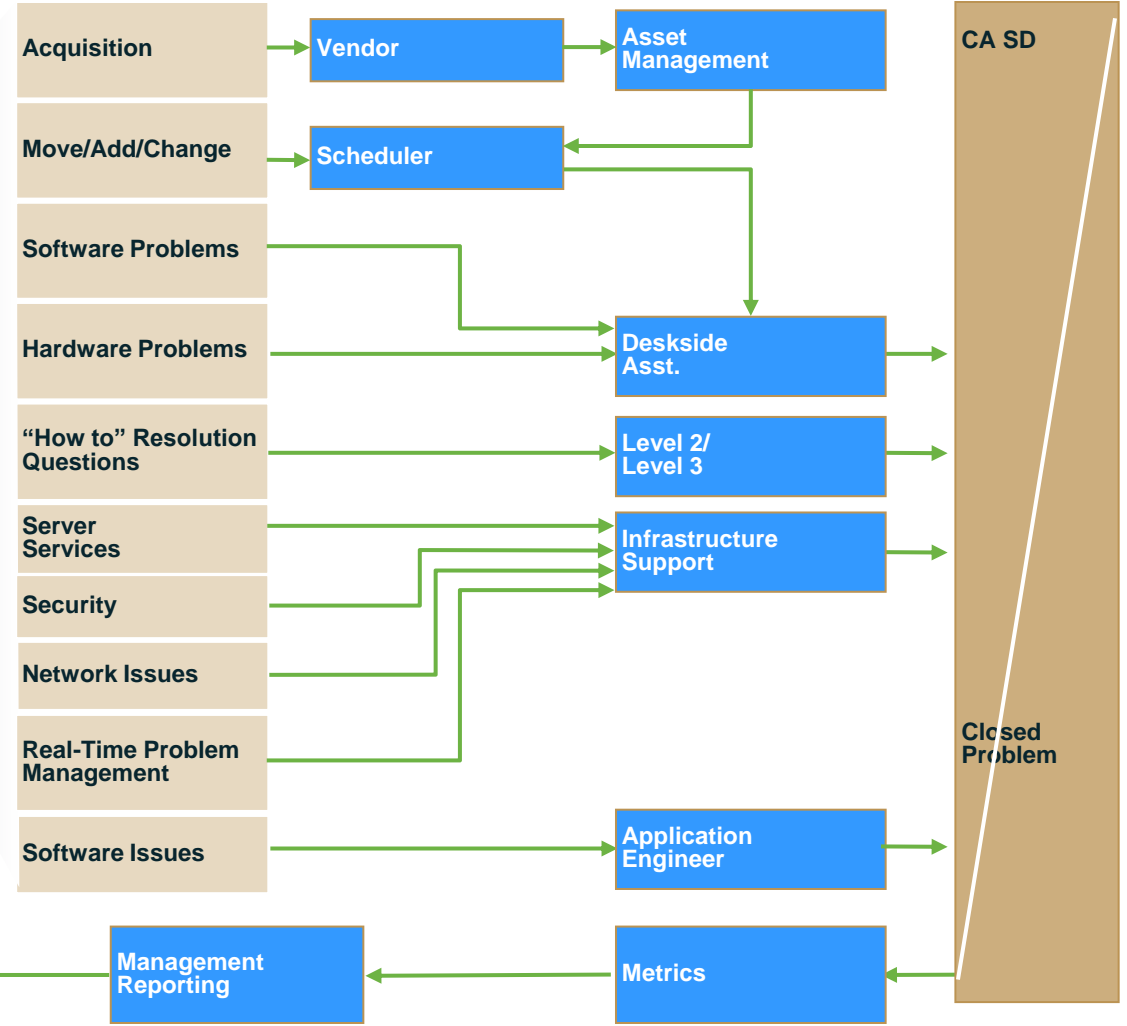 Acquisition
Vendor
Asset
Management
CA SD
Move/Add/Change
Scheduler
Software Problems
Hardware Problems
Deskside
Asst.
“How to” Resolution
Questions
Level 2/
Level 3
Server
Services
Infrastructure
Support
Security
Network Issues
Real-Time Problem
Management
Closed
Problem
Software Issues
Application
Engineer
Management
Reporting
Metrics